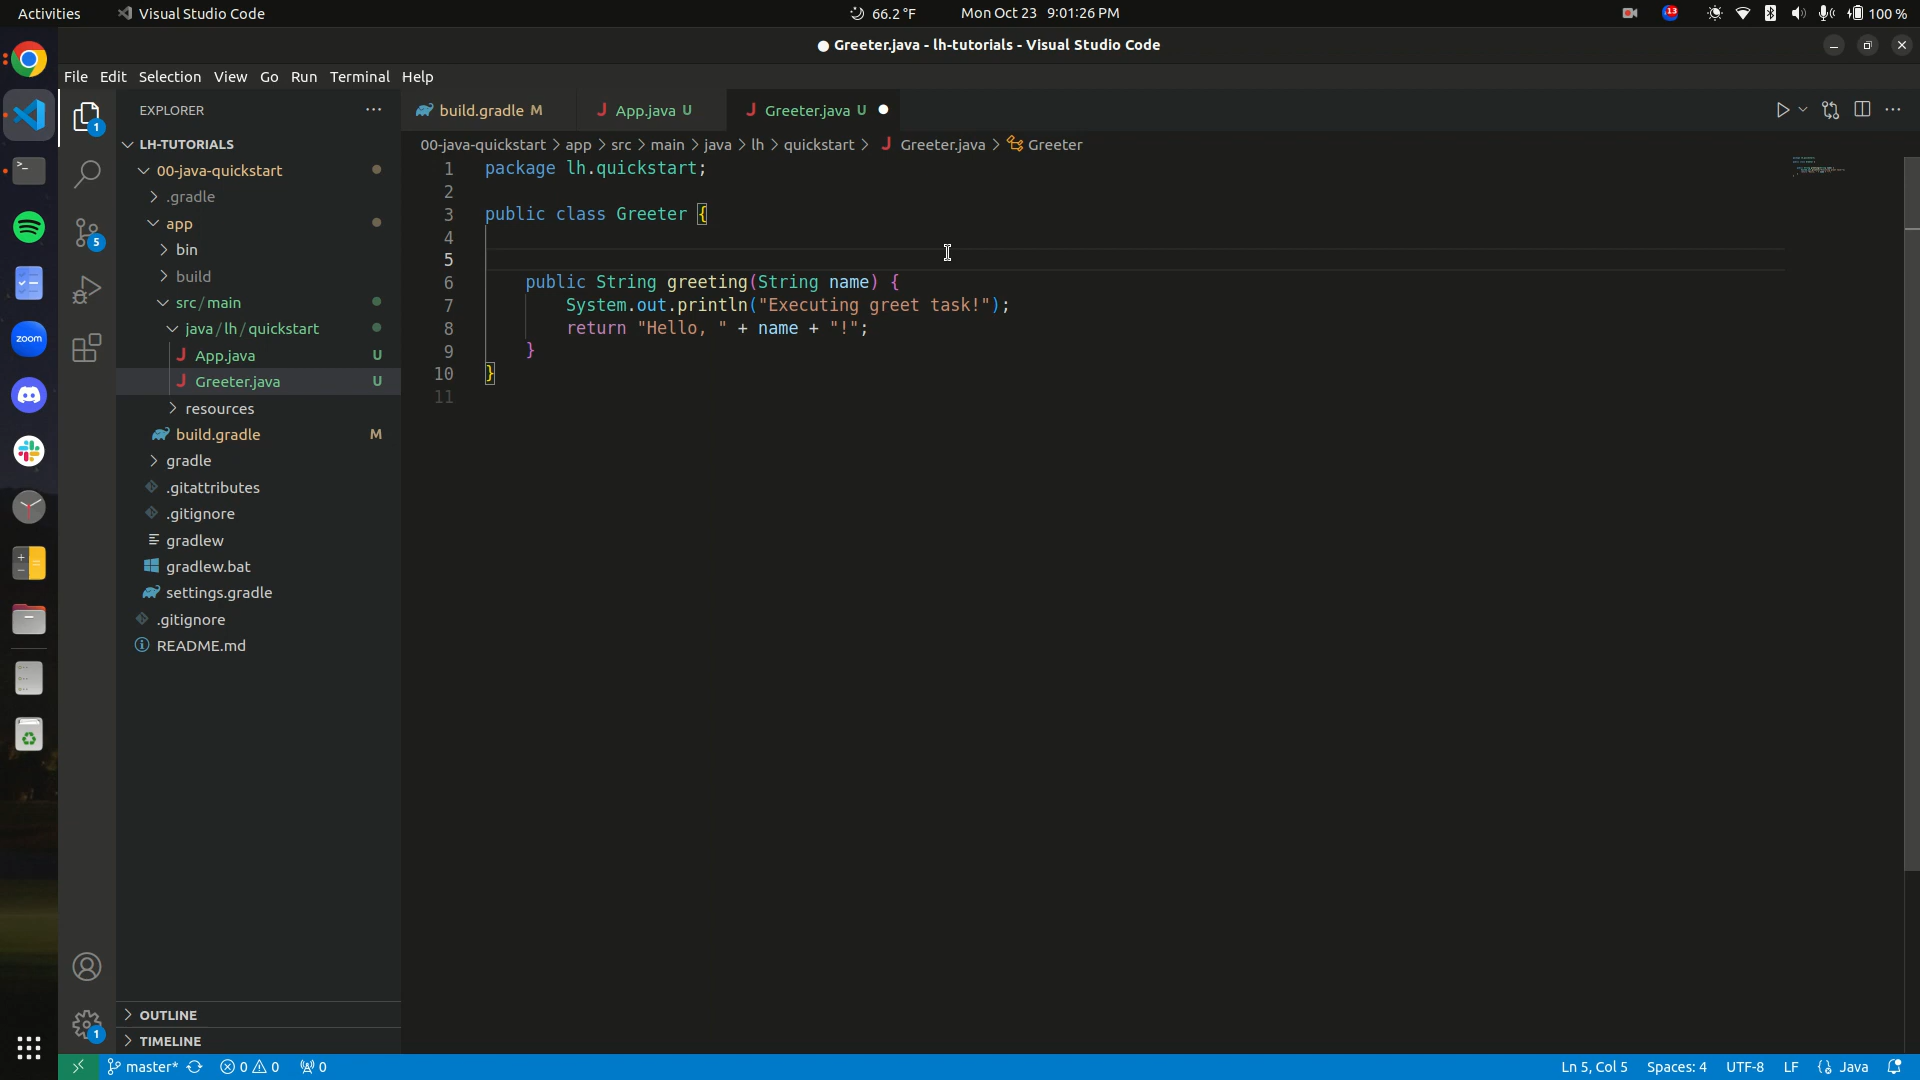 Activities Visual Studio Code 66.2 °F Mon Oct 23 9:01:26 PM 13 100 %
Greeter.java - lh-tutorials - Visual Studio Code
File Edit Selection View Go Run Terminal Help
EXPLORER
build.gradle M App.java U Greeter.java U
00-java-quickstart > app > src > main > java > lh > quickstart > J Greeter.java > Greeter
LH-TUTORIALS
00-java-quickstart
.gradle
app
bin
build
src/main
java/lh/quickstart
J App.java U
J Greeter.java U
resources
build.gradle M
gradle
.gitattributes
.gitignore
gradlew
gradlew.bat
settings.gradle
.gitignore
README.md
OUTLINE
TIMELINE
1 package lh.quickstart;
2
3 public class Greeter {
4
5
6 public String greeting(String name) {
7 System.out.println("Executing greet task!");
8 return "Hello, " + name + "!";
9 }
10 }
11
1
5
1
zoom
master* 0 0 0 Ln 5, Col 5 Spaces: 4 UTF-8 LF {} Java